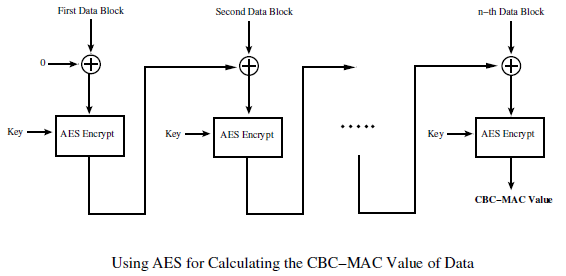 First Data Block
Second Data Block
n−th Data Block
0
Key
AES Encrypt
Key
AES Encrypt
.....
Key
AES Encrypt
CBC−MAC Value
Using AES for Calculating the CBC−MAC Value of Data